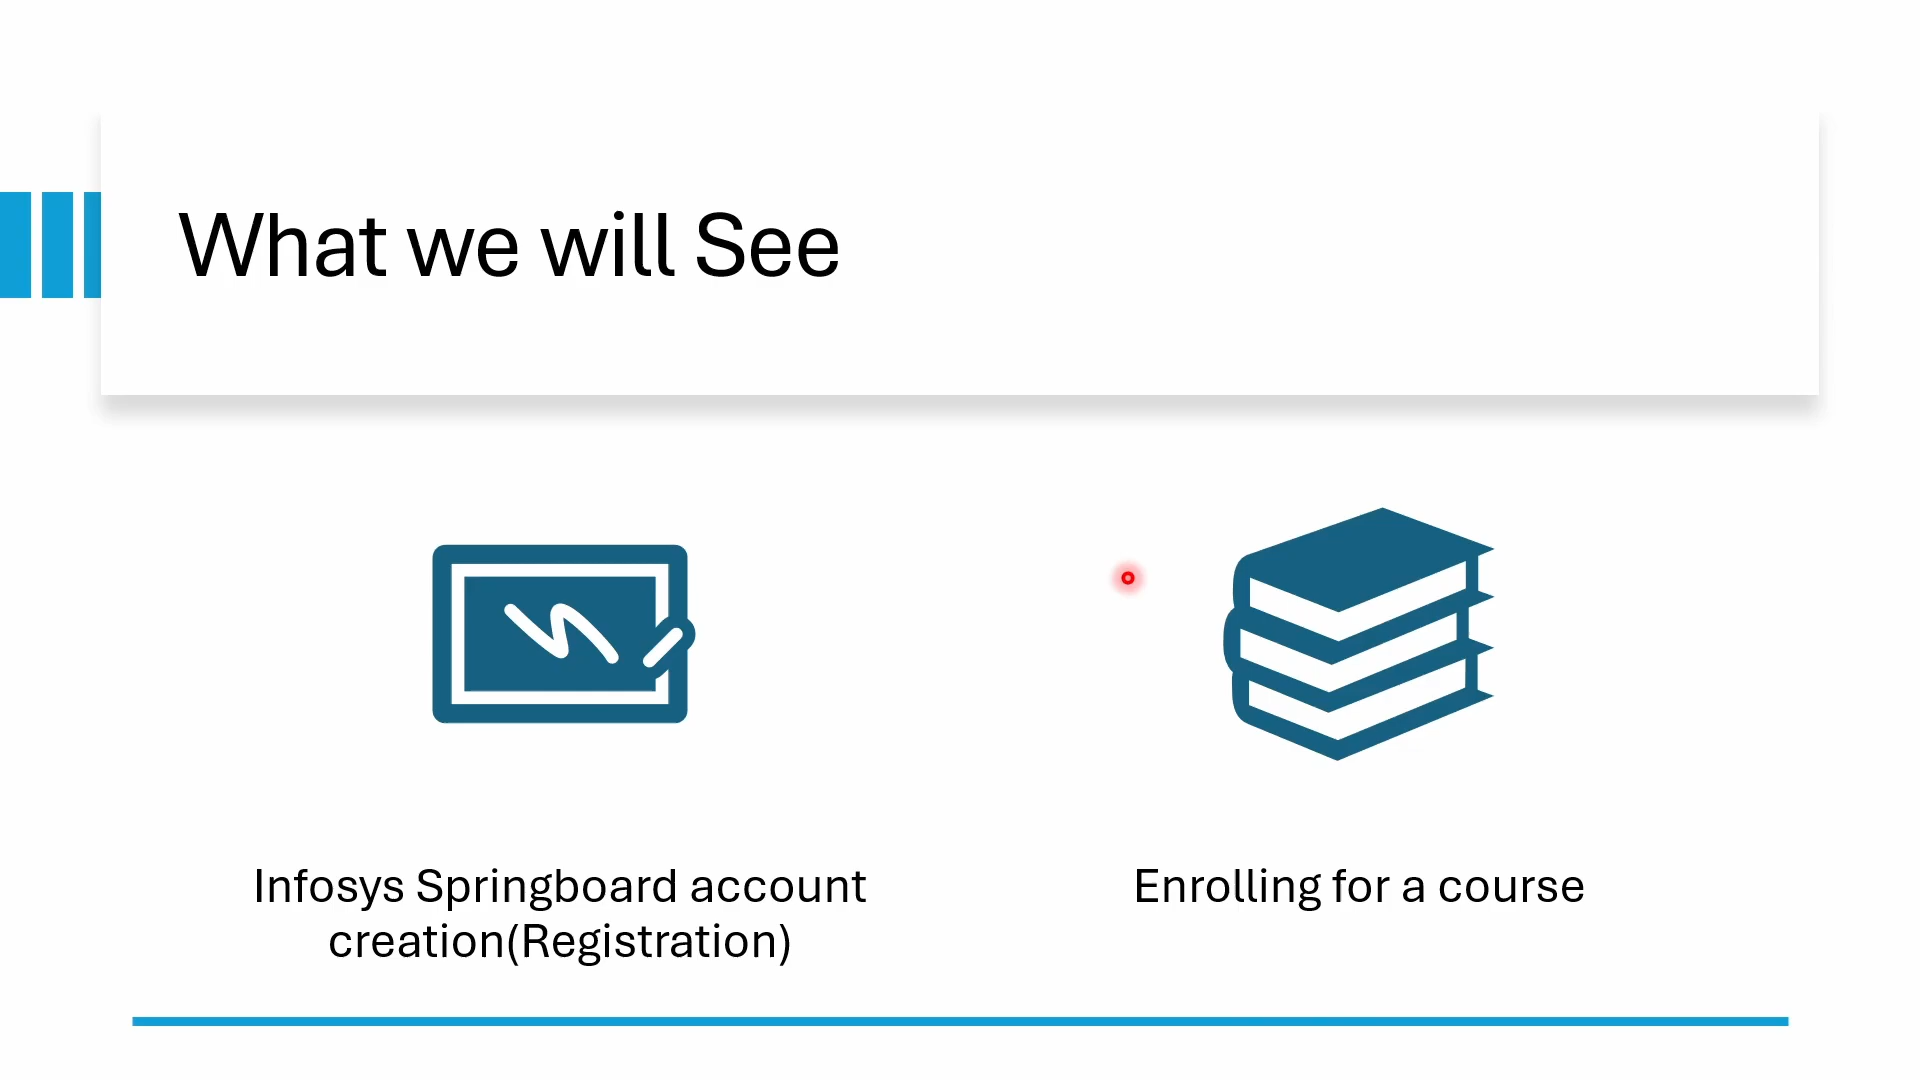 What we will See
Infosys Springboard account
creation(Registration)
Enrolling for a course